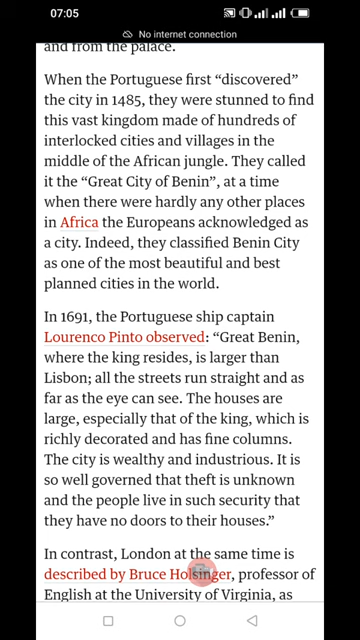 07:05
No internet connection
and from the palace.
When the Portuguese first “discovered”
the city in 1485, they were stunned to find
this vast kingdom made of hundreds of
interlocked cities and villages in the
middle of the African jungle. They called
it the “Great City of Benin”, at a time
when there were hardly any other places
in Africa the Europeans acknowledged as
a city. Indeed, they classified Benin City
as one of the most beautiful and best
planned cities in the world.
In 1691, the Portuguese ship captain
Lourenco Pinto observed: “Great Benin,
where the king resides, is larger than
Lisbon; all the streets run straight and as
far as the eye can see. The houses are
large, especially that of the king, which is
richly decorated and has fine columns.
The city is wealthy and industrious. It is
so well governed that theft is unknown
and the people live in such security that
they have no doors to their houses.”
In contrast, London at the same time is
described by Bruce Holsinger, professor of
English at the University of Virginia, as